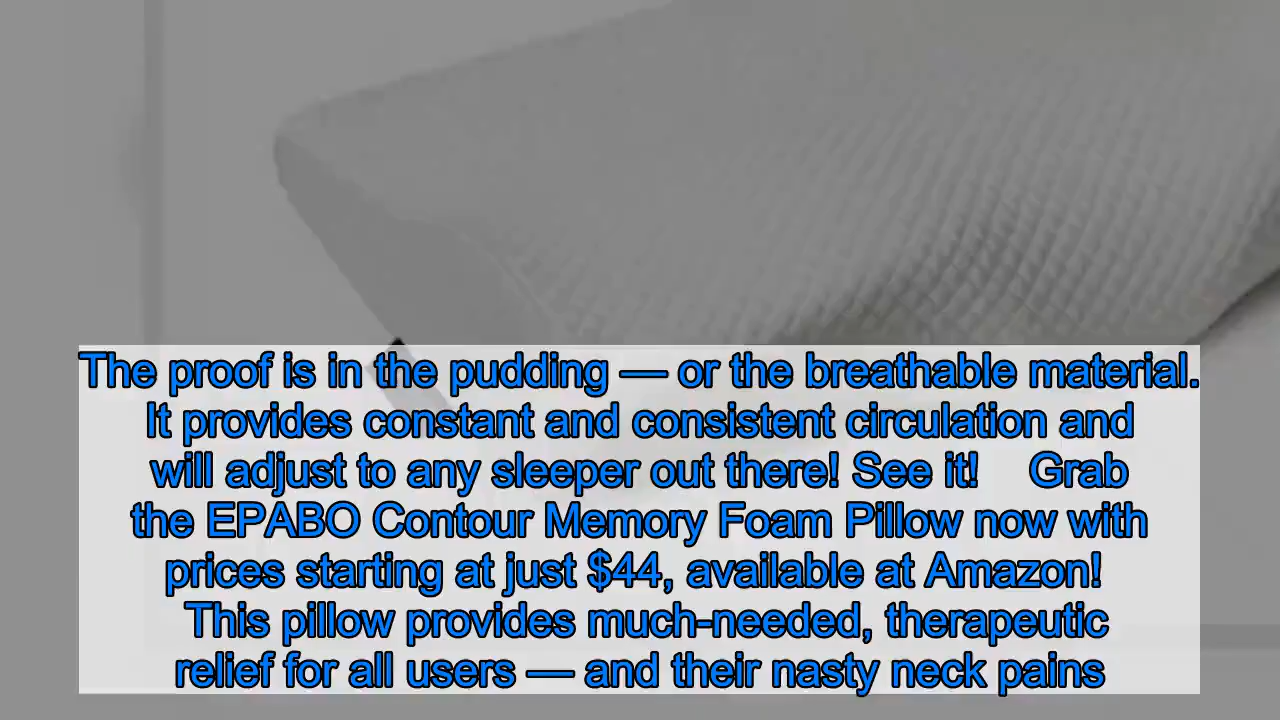 The proof is in the pudding — or the breathable material.
It provides constant and consistent circulation and
will adjust to any sleeper out there! See it!    Grab
the EPABO Contour Memory Foam Pillow now with
prices starting at just $44, available at Amazon!
This pillow provides much-needed, therapeutic
relief for all users — and their nasty neck pains